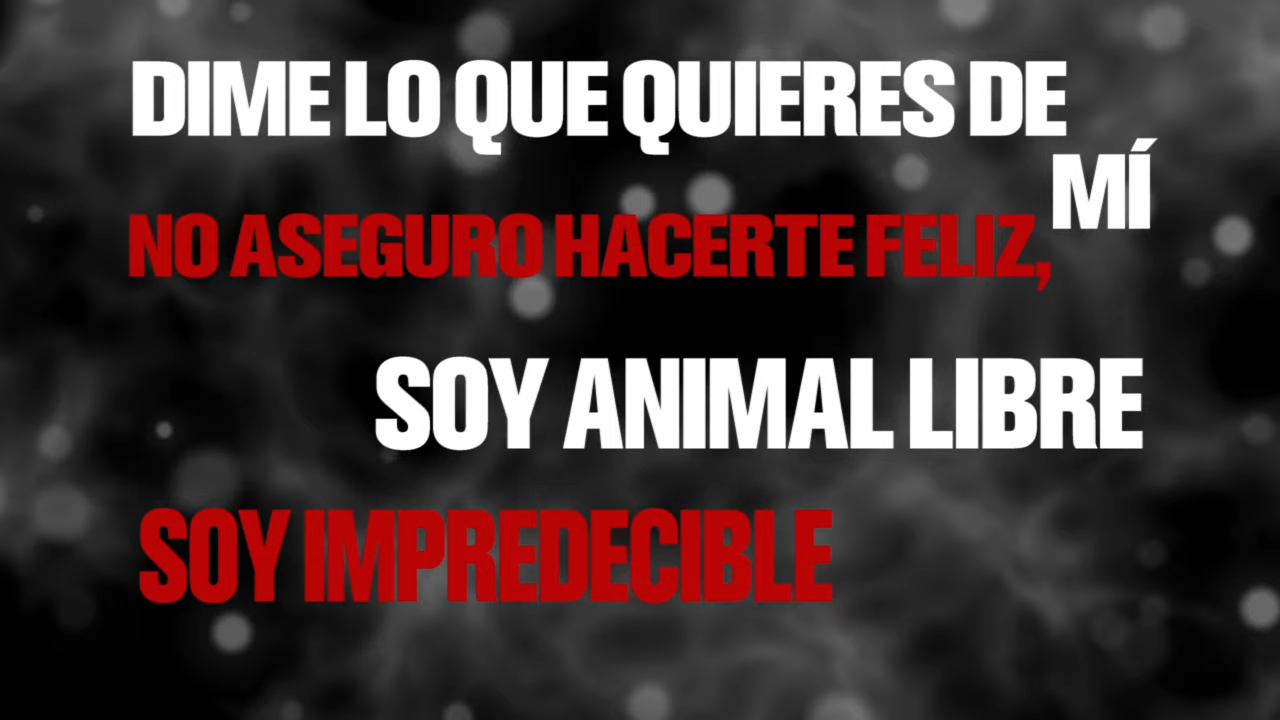 DIME LO QUE QUIERES DE
MÍ
NO ASEGURO HACERTE FELIZ,
SOY ANIMAL LIBRE
SOY IMPREDECIBLE